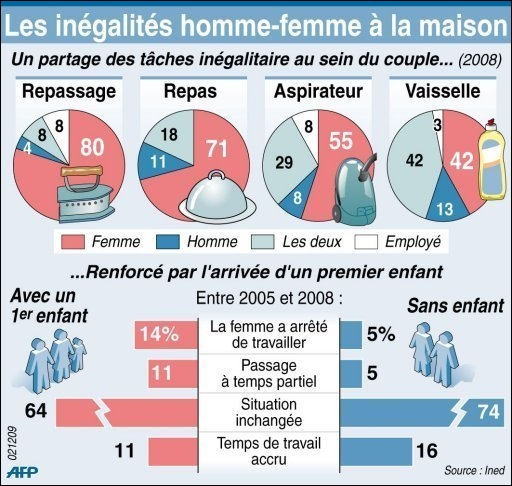 Les inégalités homme-femme à la maison
Un partage des tâches inégalitaire au sein du couple... (2008)
Repassage
80
4
8
8
Repas
71
11
18
Aspirateur
55
8
29
8
Vaisselle
42
13
42
3
Femme Homme Les deux Employé
...Renforcé par l'arrivée d'un premier enfant
Avec un
1er enfant
Entre 2005 et 2008 :
Sans enfant
14% La femme a arrêté 5%
de travailler
11 Passage 5
à temps partiel
64 Situation 74
inchangée
11 Temps de travail 16
accru
021209
AFP
Source : Ined